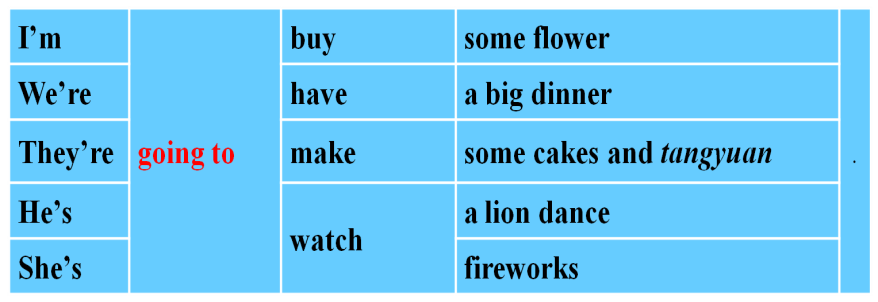 I'm buy some flower
We're have a big dinner
They're going to make some cakes and tangyuan .
He's a lion dance
watch
She's fireworks